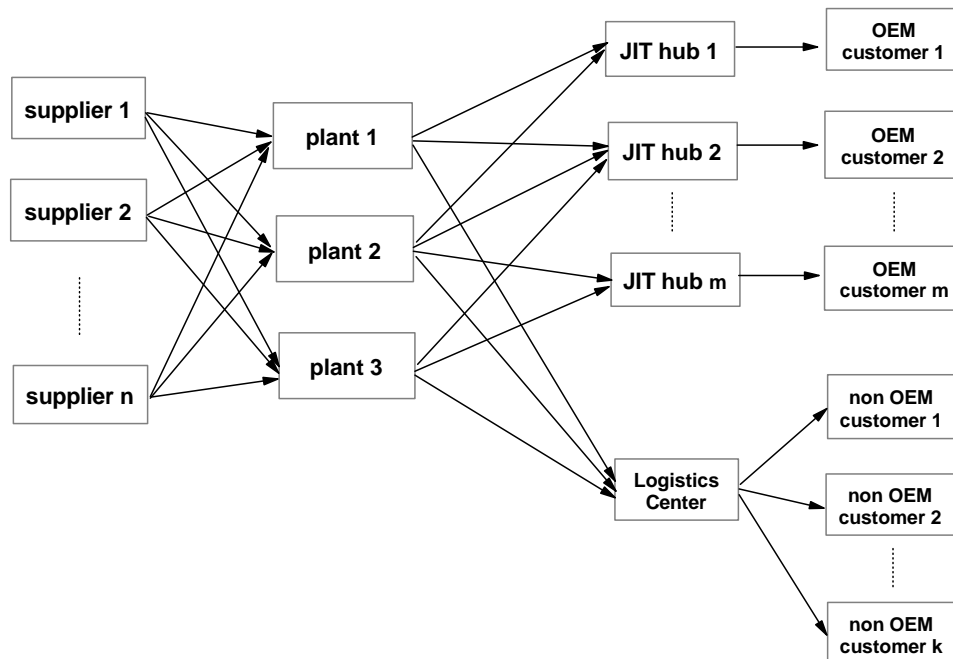 supplier 1
supplier 2
supplier n
plant 1
plant 2
plant 3
JIT hub 1
JIT hub 2
JIT hub m
Logistics
Center
OEM
customer 1
OEM
customer 2
OEM
customer m
non OEM
customer 1
non OEM
customer 2
non OEM
customer k